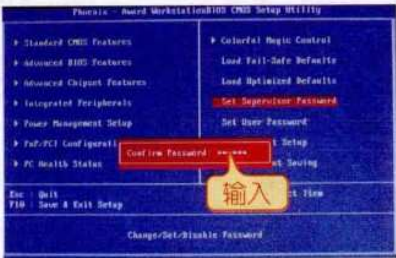 Phoenix - Award WorkstationBIOS CMOS Setup Utility
▶ Standard CMOS Features
▶ Advanced BIOS Features
▶ Advanced Chipset Features
▶ Integrated Peripherals
▶ Power Management Setup
▶ PnP/PCI Configurati
▶ PC Health Status
▶ Colorful Magic Control
Load Fail-Safe Defaults
Load Optimized Defaults
Set Supervisor Password
Set User Password
t Setup
t Saving
Confirm Password:
输入
Esc : Quit
F10 : Save & Exit Setup
ct Item
Change/Set/Disable Password